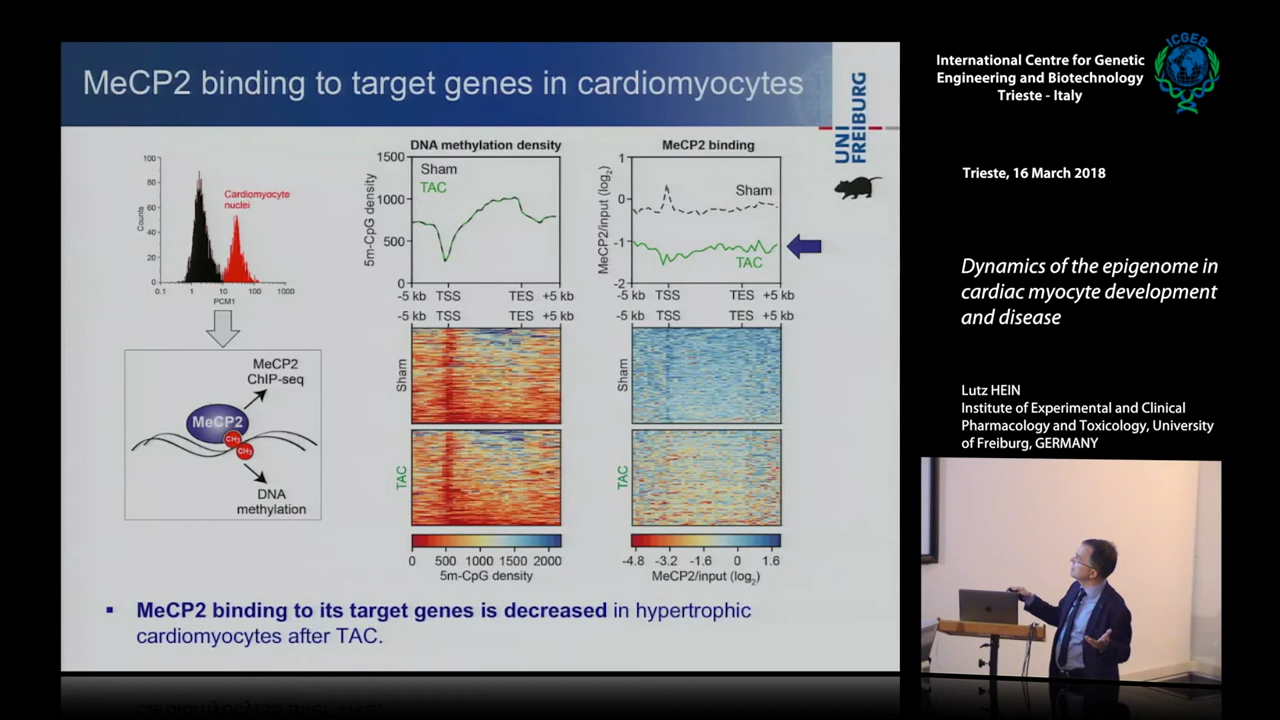 MeCP2 binding to target genes in cardiomyocytes
UNI
FREIBURG
100
80
60
40
20
0
Counts
0.1 1 10 100 1000
PCM1
Cardiomyocyte
nuclei
MeCP2
ChIP-seq
MeCP2
CH3
CH3
DNA
methylation
DNA methylation density
1500
1000
500
0
5m-CpG density
Sham
TAC
-5 kb TSS TES +5 kb
-5 kb TSS TES +5 kb
Sham
TAC
0 500 1000 1500 2000
5m-CpG density
MeCP2 binding
1
0
-1
-2
MeCP2/input (log2)
Sham
TAC
-5 kb TSS TES +5 kb
-5 kb TSS TES +5 kb
Sham
TAC
-4.8 -3.2 -1.6 0 1.6
MeCP2/input (log2)
▪ MeCP2 binding to its target genes is decreased in hypertrophic
cardiomyocytes after TAC.
International Centre for Genetic
Engineering and Biotechnology
Trieste - Italy
ICGEB
Trieste, 16 March 2018
Dynamics of the epigenome in
cardiac myocyte development
and disease
Lutz HEIN
Institute of Experimental and Clinical
Pharmacology and Toxicology, University
of Freiburg, GERMANY